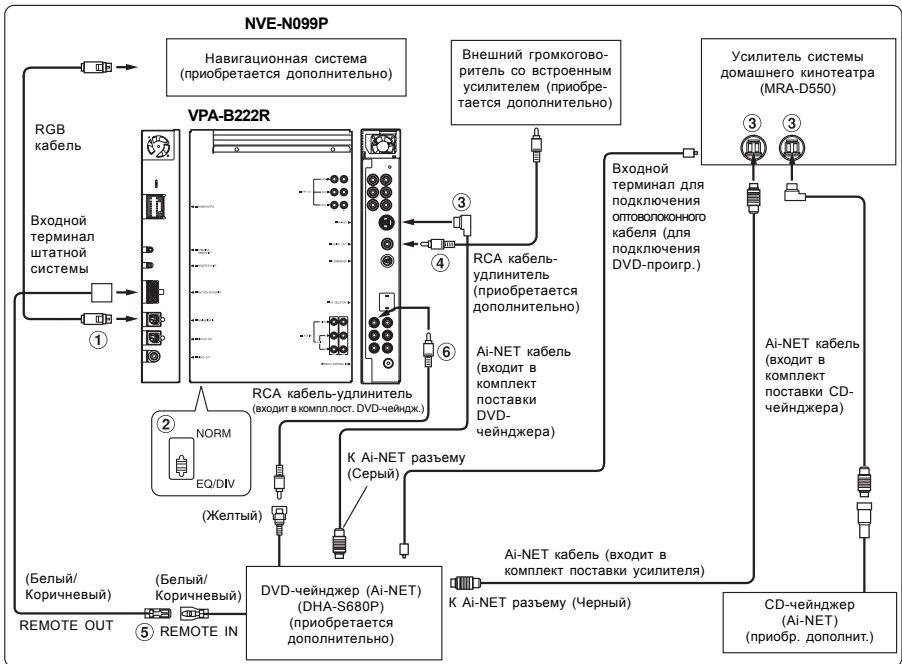 NVE-N099P
Навигационная система
(приобретается дополнительно)
Внешний громкогово-
ритель со встроенным
усилителем (приобре-
тается дополнительно)
Усилитель системы
домашнего кинотеатра
(MRA-D550)
3
3
VPA-B222R
RGB
кабель
Входной
терминал
штатной
системы
1
3
4
RCA кабель-
удлинитель
(приобретается
дополнительно)
Входной
терминал для
подключения
оптоволоконного
кабеля (для
подключения
DVD-проигр.)
6
Ai-NET кабель
(входит в
комплект
поставки
DVD-
чейнджера)
Ai-NET кабель
(входит в
комплект
поставки CD-
чейнджера)
RCA кабель-удлинитель
(входит в компл.пост. DVD-чейндж.)
2
NORM
EQ/DIV
К Ai-NET разъему
(Серый)
(Желтый)
Ai-NET кабель (входит в
комплект поставки усилителя)
К Ai-NET разъему (Черный)
(Белый/
Коричневый)
(Белый/
Коричневый)
REMOTE OUT
5
REMOTE IN
DVD-чейнджер (Ai-NET)
(DHA-S680P)
(приобретается
дополнительно)
CD-чейнджер
(Ai-NET)
(приобр. дополнит.)